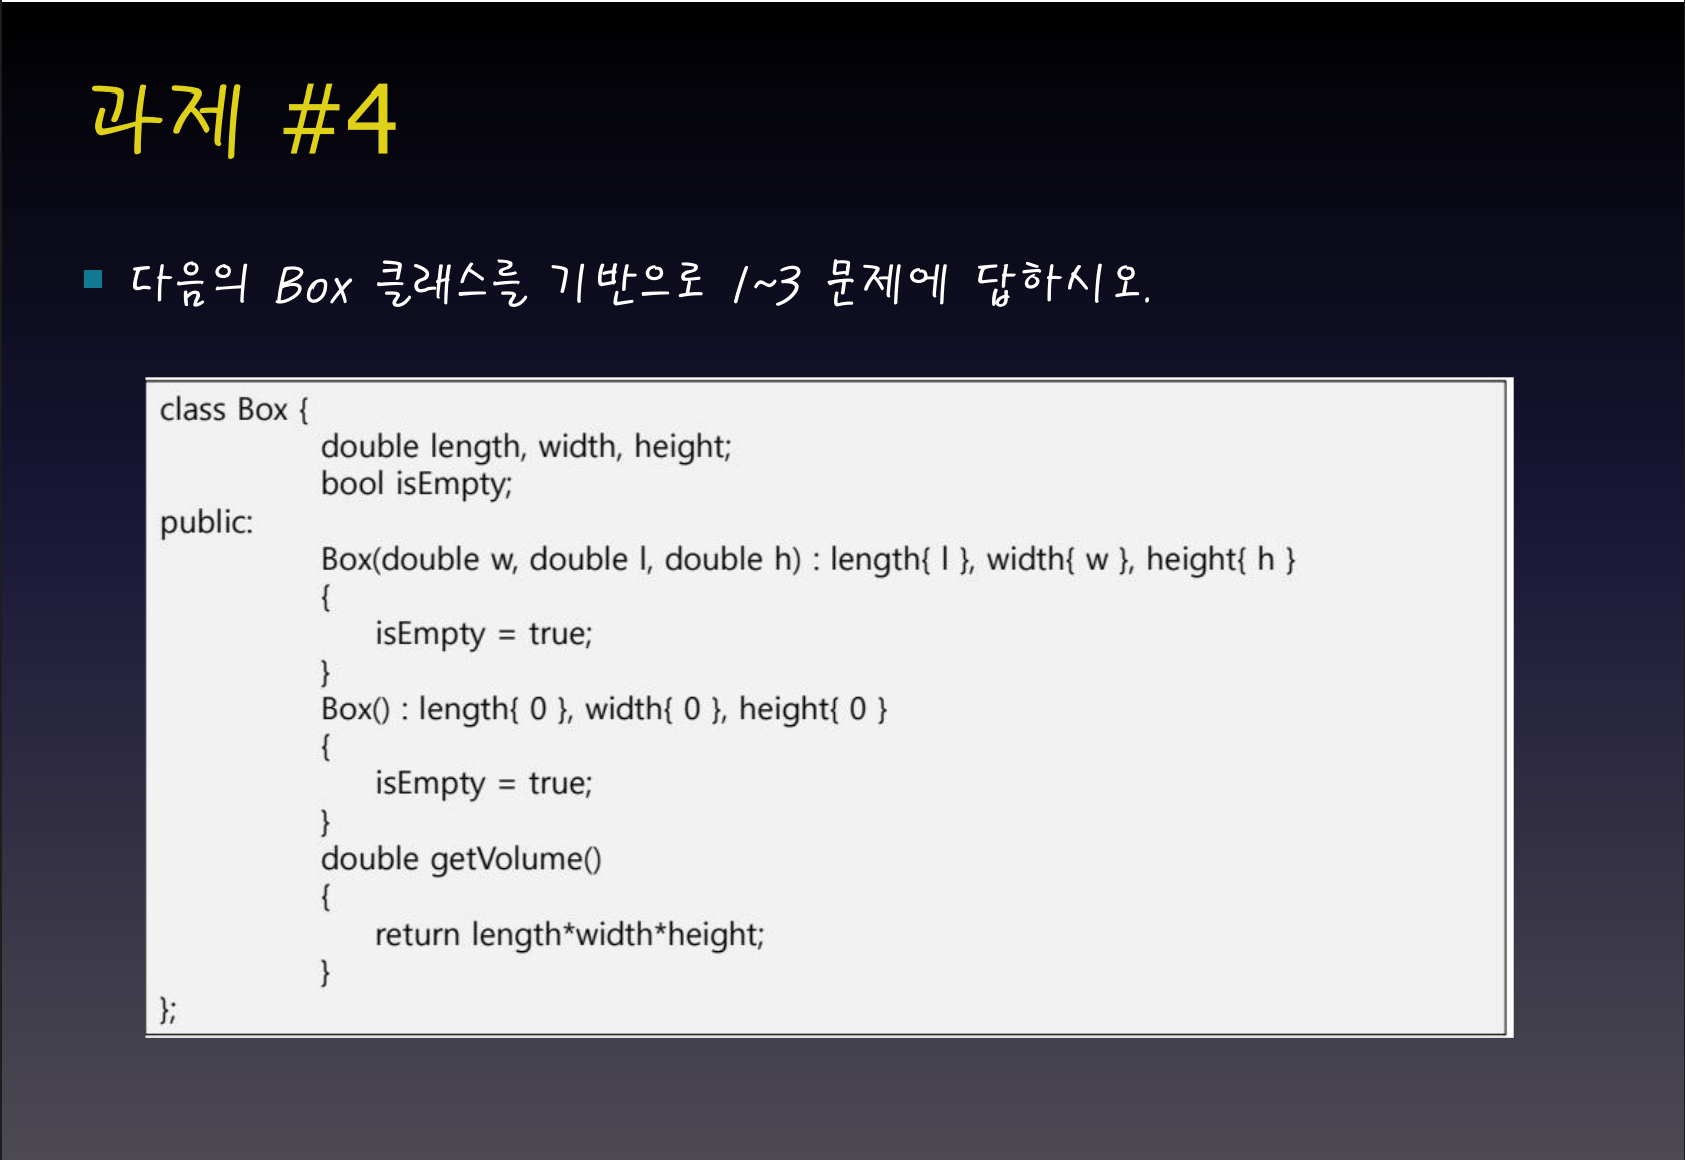 과제 #4
다음의 Box 클래스를 기반으로 1~3 문제에 답하시오.
class Box {
double length, width, height;
bool isEmpty;
public:
Box(double w, double l, double h) : length{ l }, width{ w }, height{ h }
{
isEmpty = true;
}
Box() : length{ 0 }, width{ 0 }, height{ 0 }
{
isEmpty = true;
}
double getVolume()
{
return length*width*height;
}
};